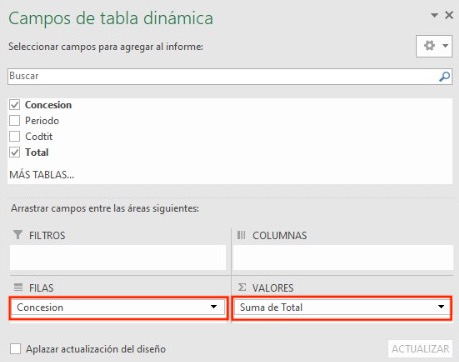 Campos de tabla dinámica
Seleccionar campos para agregar al informe:
Buscar
Concesion
Periodo
Codtit
Total
MÁS TABLAS...
Arrastrar campos entre las áreas siguientes:
FILTROS
COLUMNAS
FILAS
Σ VALORES
Concesion
Suma de Total
Aplazar actualización del diseño
ACTUALIZAR